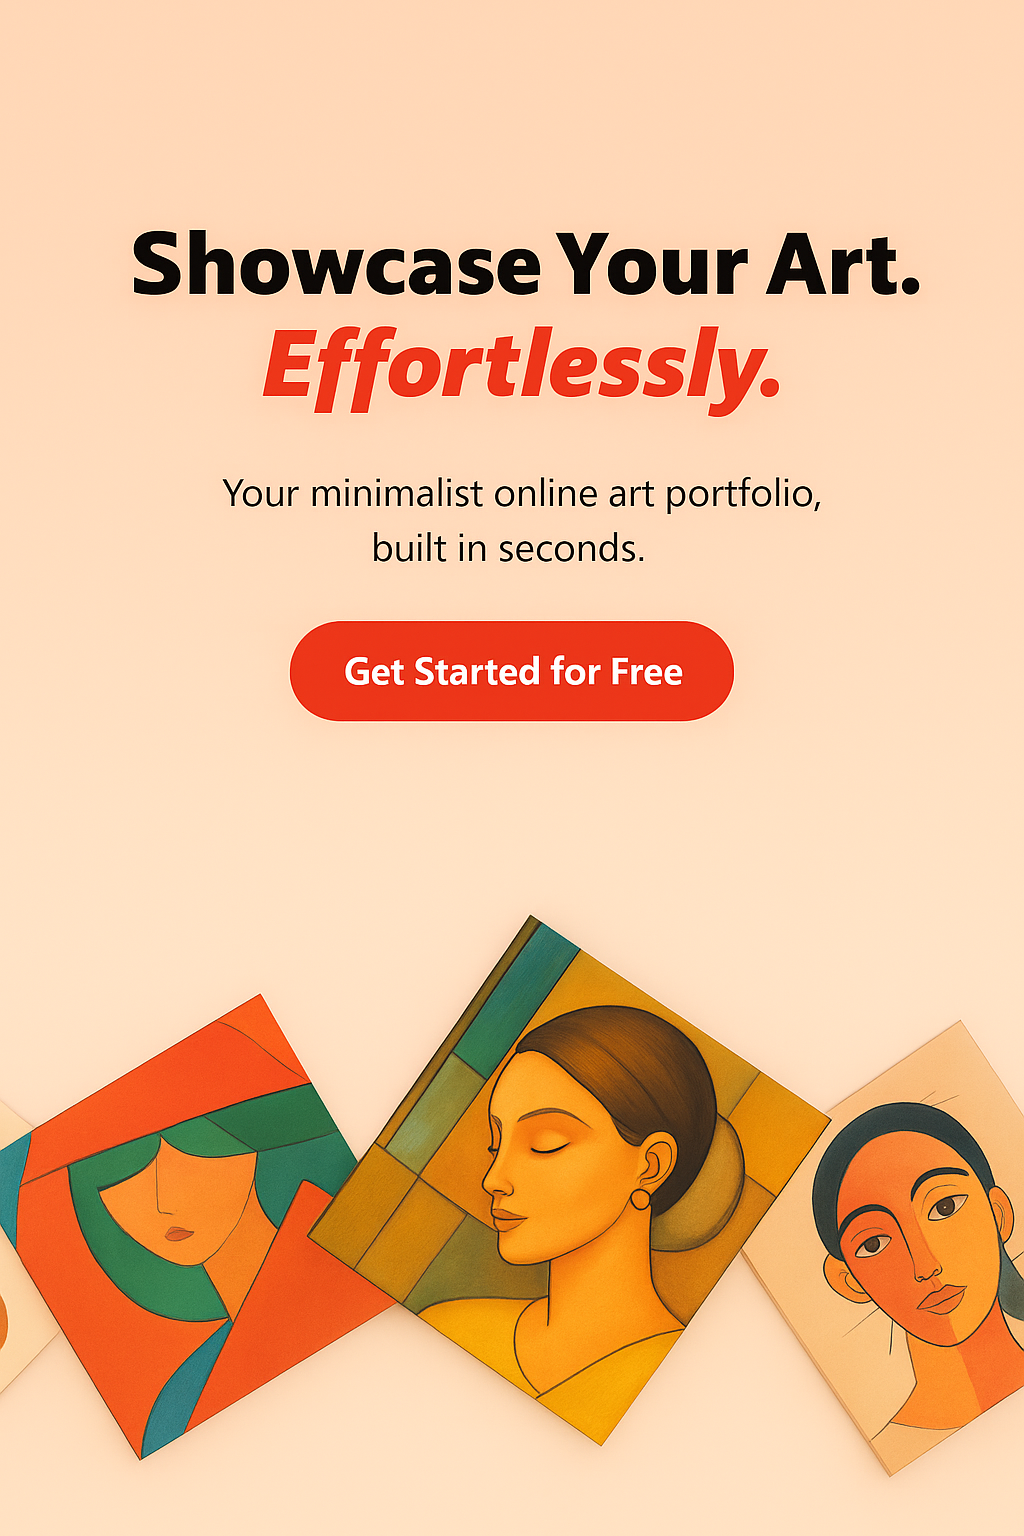 Showcase Your Art.
Effortlessly.
Your minimalist online art portfolio,
built in seconds.
Get Started for Free